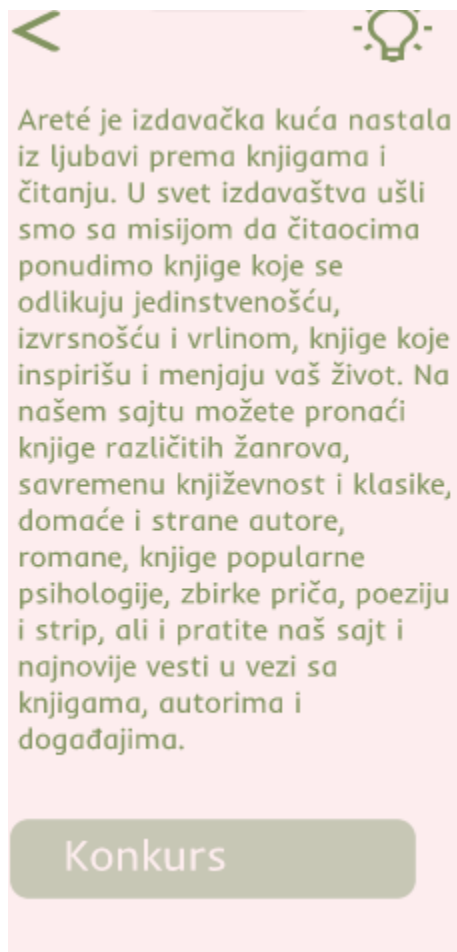 Areté je izdavačka kuća nastala
iz ljubavi prema knjigama i
čitanju. U svet izdavaštva ušli
smo sa misijom da čitaocima
ponudimo knjige koje se
odlikuju jedinstvenošću,
izvrsnošću i vrlinom, knjige koje
inspirišu i menjaju vaš život. Na
našem sajtu možete pronaći
knjige različitih žanrova,
savremenu književnost i klasike,
domaće i strane autore,
romane, knjige popularne
psihologije, zbirke priča, poeziju
i strip, ali i pratite naš sajt i
najnovije vesti u vezi sa
knjigama, autorima i
događajima.
Konkurs